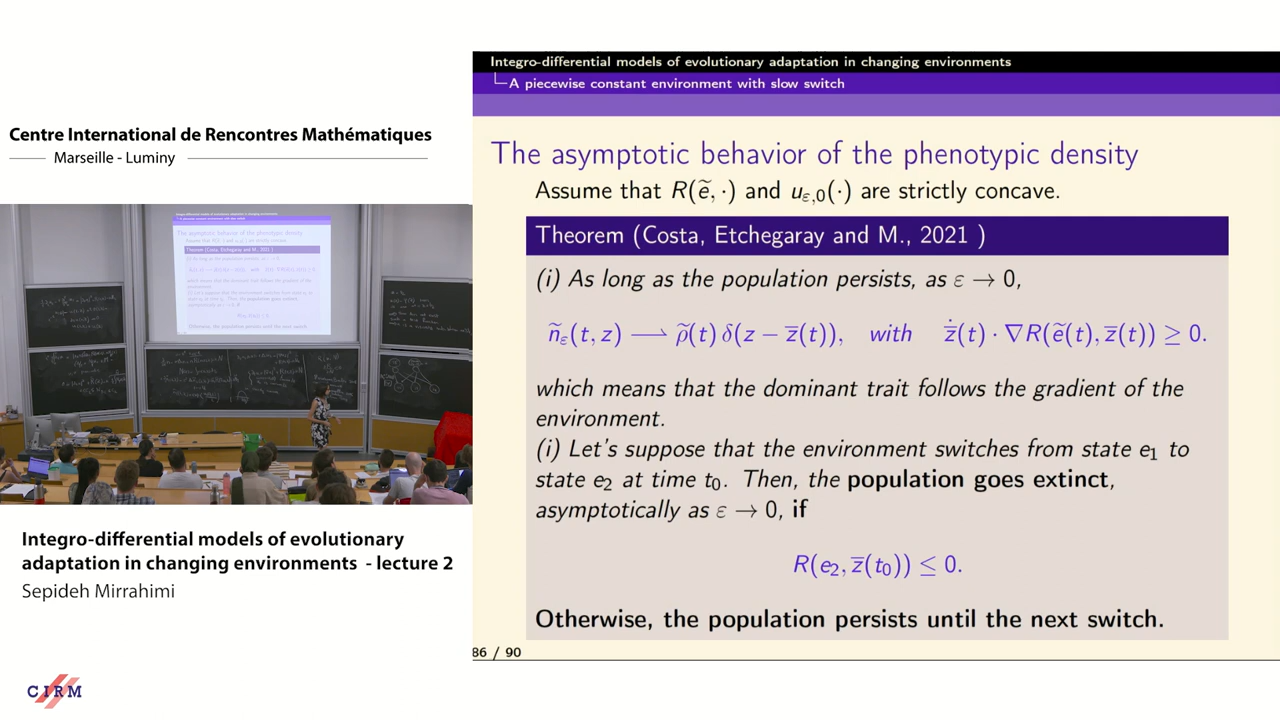 Centre International de Rencontres Mathématiques
Marseille - Luminy
Integro-differential models of evolutionary
adaptation in changing environments - lecture 2
Sepideh Mirrahimi
CIRM
Integro-differential models of evolutionary adaptation in changing environments
A piecewise constant environment with slow switch
The asymptotic behavior of the phenotypic density
Assume that R(ẽ, ·) and u_{ε,0}(·) are strictly concave.
Theorem (Costa, Etchegaray and M., 2021 )
(i) As long as the population persists, as ε → 0,
ñ_ε(t, z) ⟶ ρ̃(t) δ(z − z̄(t)), with ż̄(t) · ∇R(ẽ(t), z̄(t)) ≥ 0.
which means that the dominant trait follows the gradient of the
environment.
(i) Let's suppose that the environment switches from state e₁ to
state e₂ at time t₀. Then, the population goes extinct,
asymptotically as ε → 0, if
R(e₂, z̄(t₀)) ≤ 0.
Otherwise, the population persists until the next switch.
86 / 90